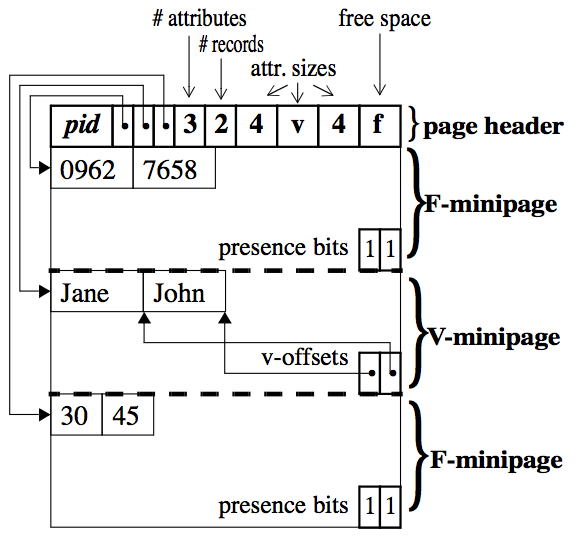 # attributes
# records
free space
attr. sizes
pid 3 2 4 v 4 f
page header
0962 7658
F-minipage
presence bits 1 1
Jane John
V-minipage
v-offsets
30 45
F-minipage
presence bits 1 1